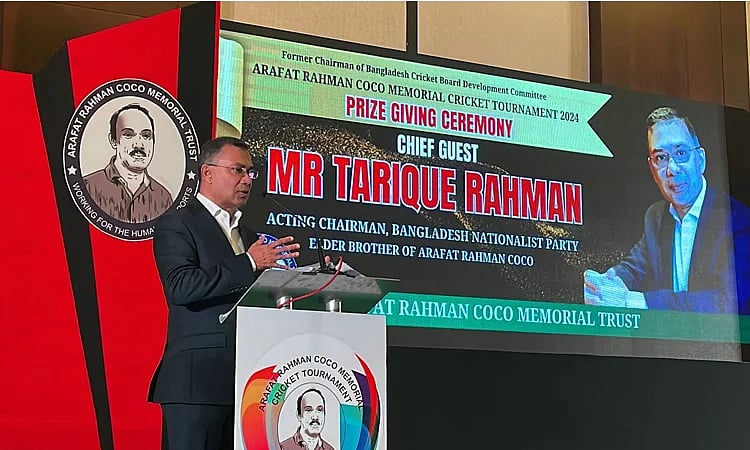 Former Chairman of Bangladesh Cricket Board Development Committee
ARAFAT RAHMAN COCO MEMORIAL CRICKET TOURNAMENT 2024
PRIZE GIVING CEREMONY
CHIEF GUEST
MR TARIQUE RAHMAN
ACTING CHAIRMAN, BANGLADESH NATIONALIST PARTY
ELDER BROTHER OF ARAFAT RAHMAN COCO
RAHMAN COCO MEMORIAL TRUST
ARAFAT RAHMAN COCO MEMORIAL TRUST
WORKING FOR THE
ARAFAT RAHMAN COCO MEMORIAL
CRICKET TOURNAMENT